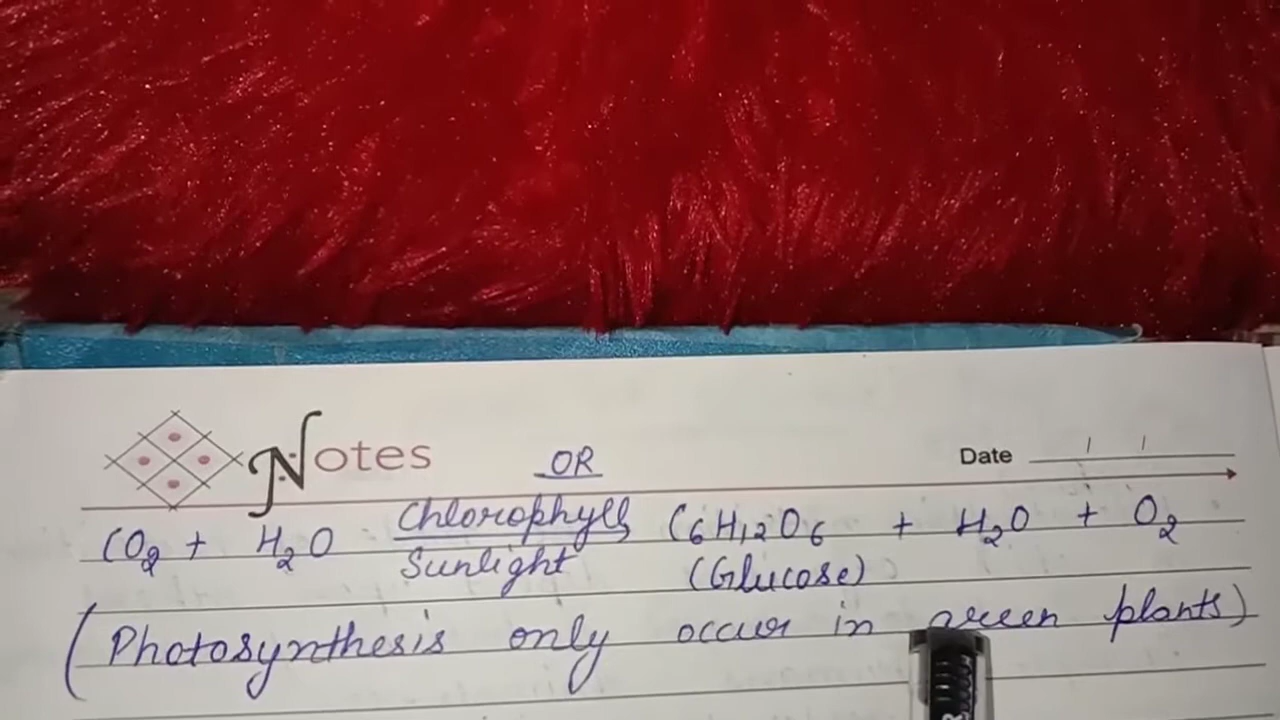 Notes
OR
Date / /
CO2 + H2O Chlorophyll C6H12O6 + H2O + O2
Sunlight (Glucose)
(Photosynthesis only occur in green plants)